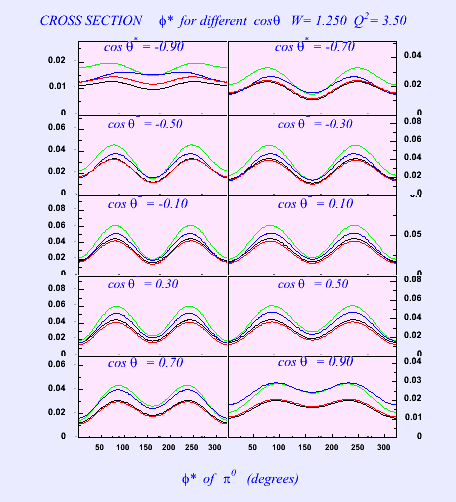 CROSS SECTION ϕ* for different cosθ W= 1.250 Q²= 3.50
cos θ* = -0.90
cos θ* = -0.70
0.02
0.01
0
0.04
0.02
0
cos θ* = -0.50
cos θ* = -0.30
0.06
0.04
0.02
0
0.08
0.06
0.04
0.02
0.0
cos θ* = -0.10
cos θ* = 0.10
0.08
0.06
0.04
0.02
0
0.05
0
cos θ* = 0.30
cos θ* = 0.50
0.08
0.06
0.04
0.02
0
0.08
0.06
0.04
0.02
0
cos θ* = 0.70
cos θ* = 0.90
0.06
0.04
0.02
0
0.04
0.03
0.02
0.01
0
50 100 150 200 250 300
50 100 150 200 250 300
ϕ* of π⁰ (degrees)